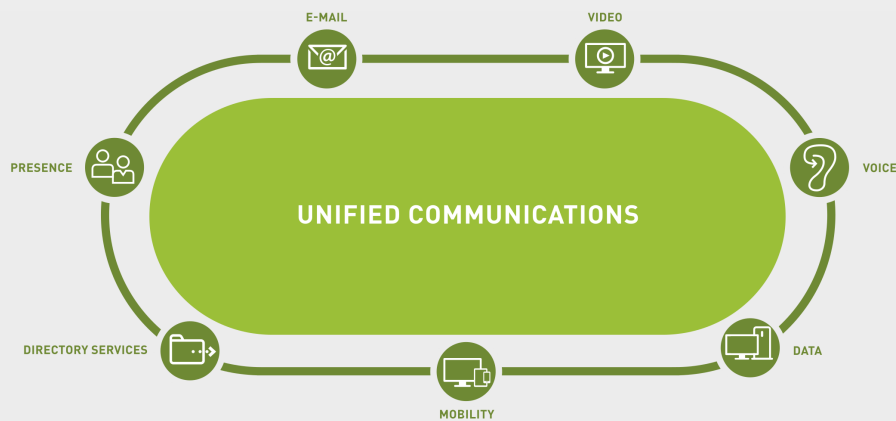 E-MAIL
VIDEO
PRESENCE
VOICE
UNIFIED COMMUNICATIONS
DIRECTORY SERVICES
DATA
MOBILITY